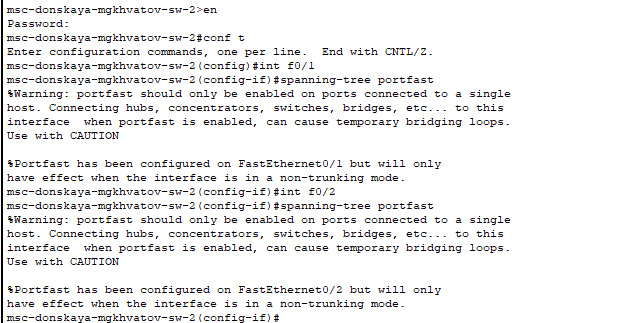 msc-donskaya-mgkhvatov-sw-2>en
Password:
msc-donskaya-mgkhvatov-sw-2#conf t
Enter configuration commands, one per line.  End with CNTL/Z.
msc-donskaya-mgkhvatov-sw-2(config)#int f0/1
msc-donskaya-mgkhvatov-sw-2(config-if)#spanning-tree portfast
%Warning: portfast should only be enabled on ports connected to a single
host. Connecting hubs, concentrators, switches, bridges, etc... to this
interface  when portfast is enabled, can cause temporary bridging loops.
Use with CAUTION

%Portfast has been configured on FastEthernet0/1 but will only
have effect when the interface is in a non-trunking mode.
msc-donskaya-mgkhvatov-sw-2(config-if)#int f0/2
msc-donskaya-mgkhvatov-sw-2(config-if)#spanning-tree portfast
%Warning: portfast should only be enabled on ports connected to a single
host. Connecting hubs, concentrators, switches, bridges, etc... to this
interface  when portfast is enabled, can cause temporary bridging loops.
Use with CAUTION

%Portfast has been configured on FastEthernet0/2 but will only
have effect when the interface is in a non-trunking mode.
msc-donskaya-mgkhvatov-sw-2(config-if)#